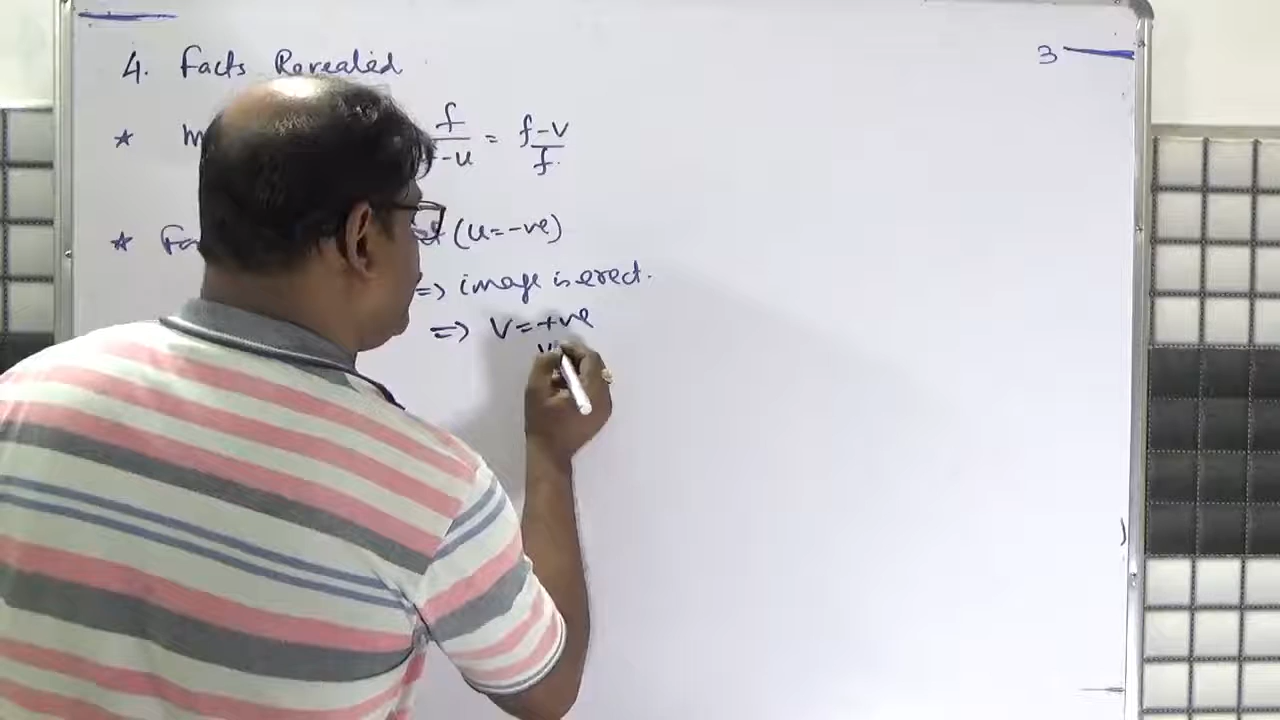 4. Facts Revealed
3
★ m f/-u = f-v/f
★ (u=-ve)
=> image is erect.
=> V=+ve